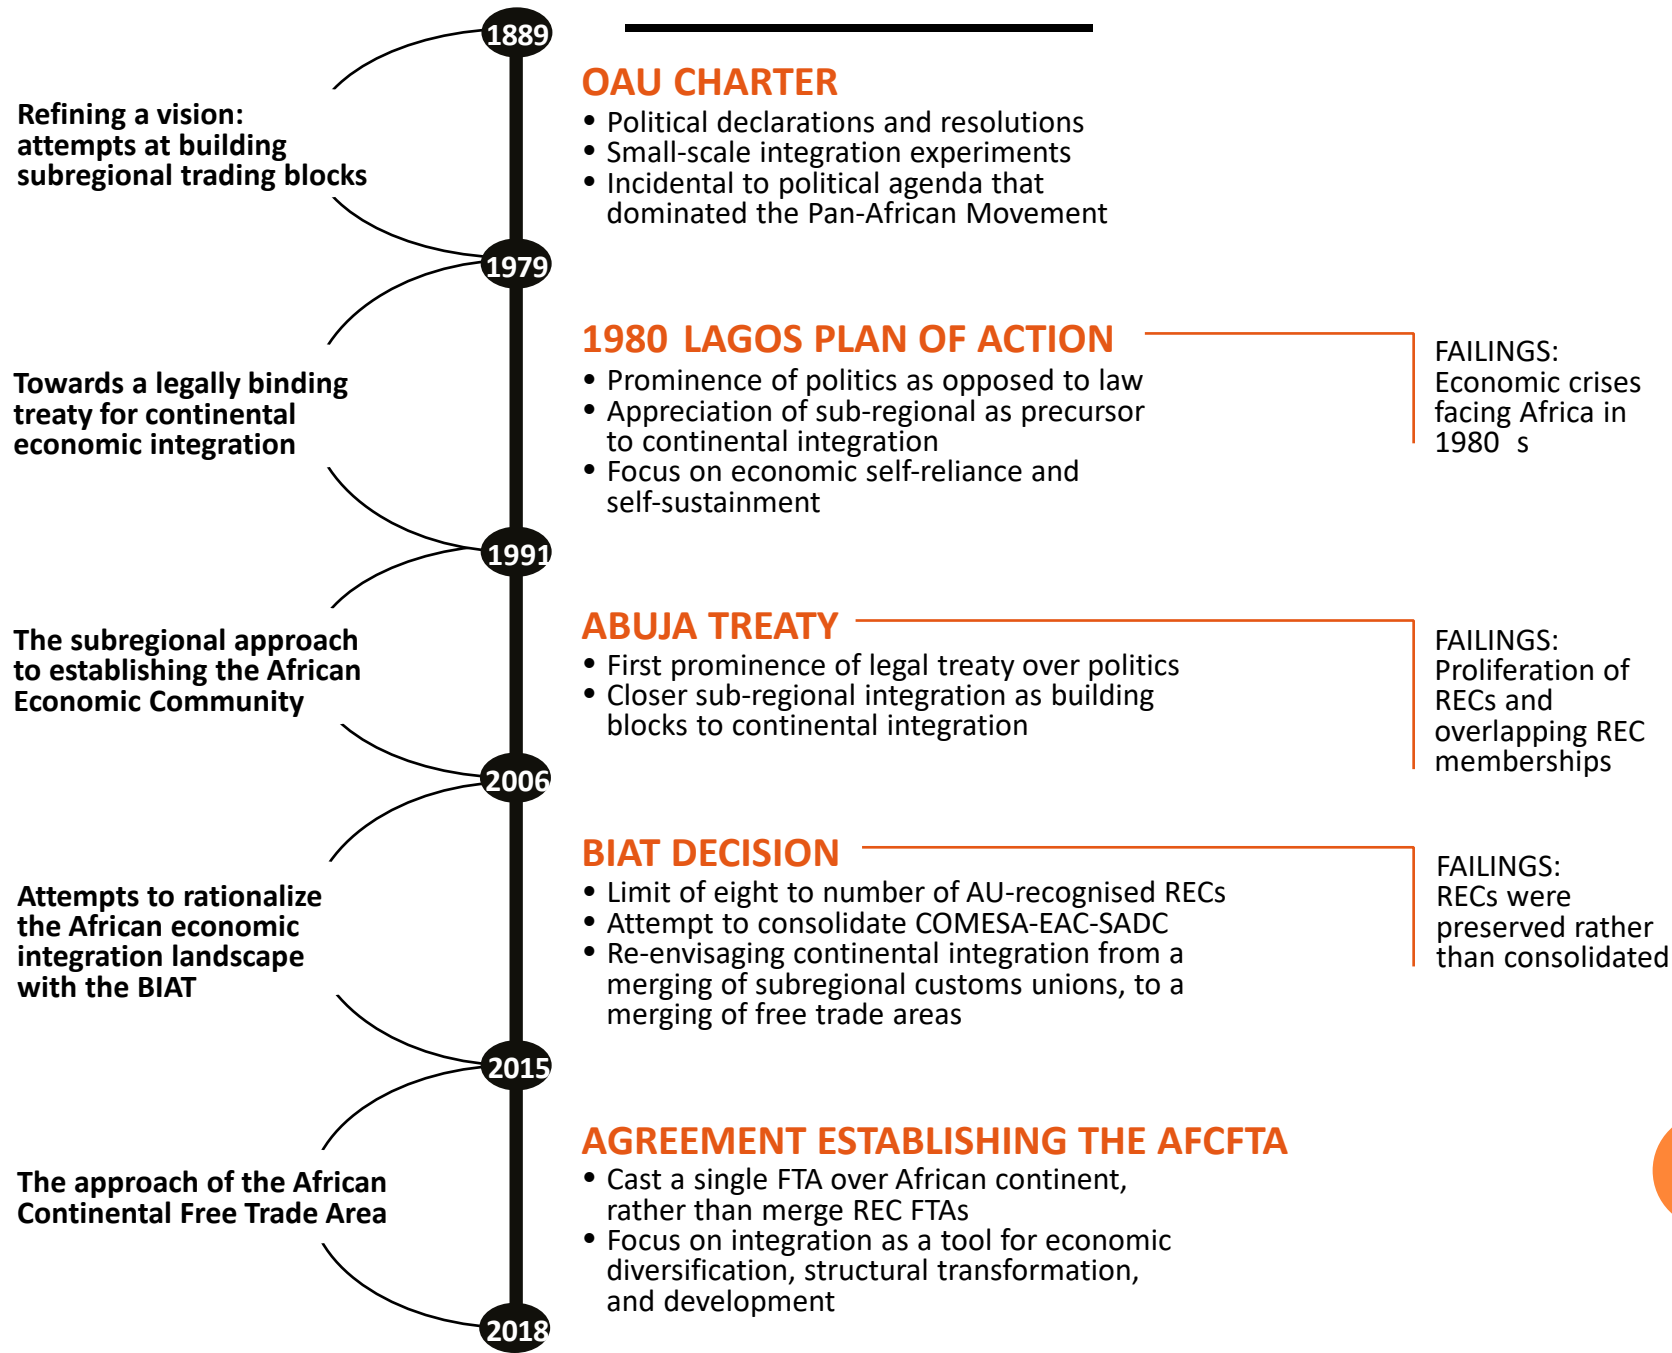 1889
OAU CHARTER
• Political declarations and resolutions
• Small-scale integration experiments
• Incidental to political agenda that
dominated the Pan-African Movement
Refining a vision:
attempts at building
subregional trading blocks
1979
1980 LAGOS PLAN OF ACTION
• Prominence of politics as opposed to law
• Appreciation of sub-regional as precursor
to continental integration
• Focus on economic self-reliance and
self-sustainment
FAILINGS:
Economic crises
facing Africa in
1980 s
Towards a legally binding
treaty for continental
economic integration
1991
ABUJA TREATY
• First prominence of legal treaty over politics
• Closer sub-regional integration as building
blocks to continental integration
FAILINGS:
Proliferation of
RECs and
overlapping REC
memberships
The subregional approach
to establishing the African
Economic Community
2006
BIAT DECISION
• Limit of eight to number of AU-recognised RECs
• Attempt to consolidate COMESA-EAC-SADC
• Re-envisaging continental integration from a
merging of subregional customs unions, to a
merging of free trade areas
FAILINGS:
RECs were
preserved rather
than consolidated
Attempts to rationalize
the African economic
integration landscape
with the BIAT
2015
AGREEMENT ESTABLISHING THE AFCFTA
• Cast a single FTA over African continent,
rather than merge REC FTAs
• Focus on integration as a tool for economic
diversification, structural transformation,
and development
The approach of the African
Continental Free Trade Area
2018